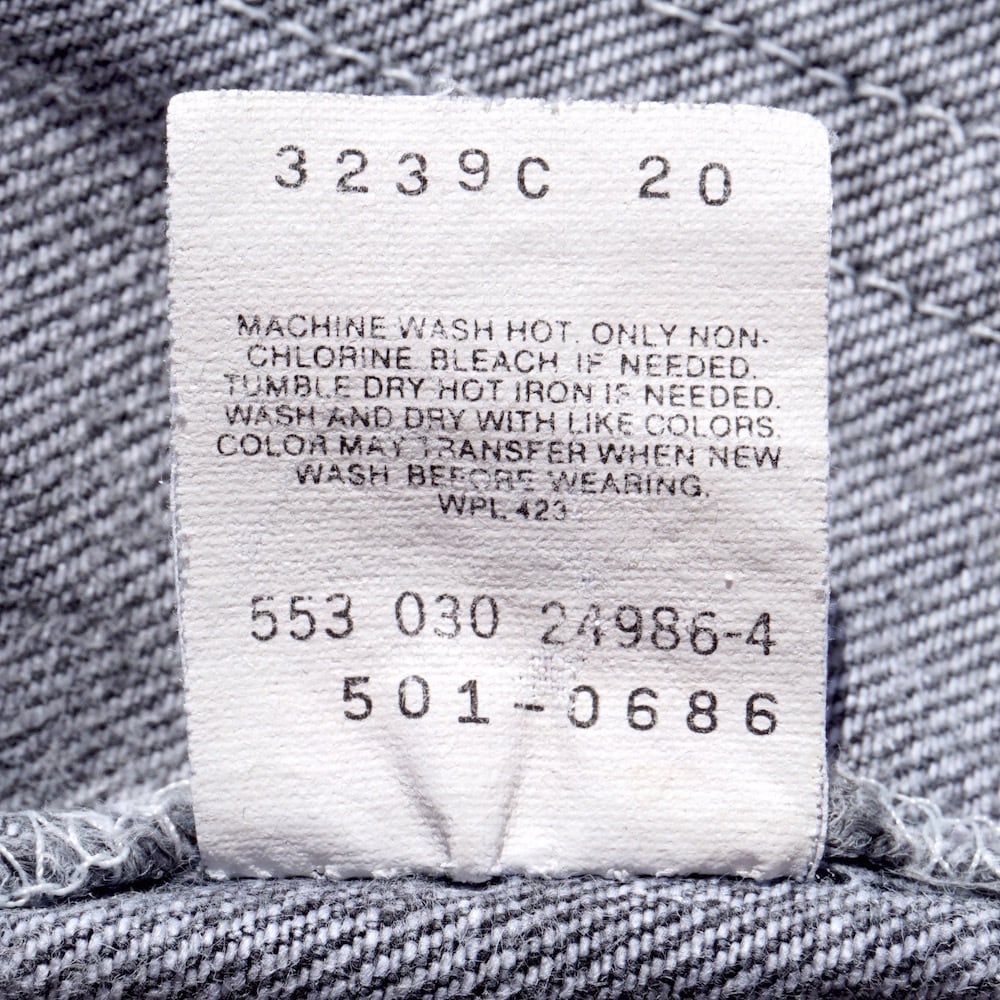 3239C 20
MACHINE WASH HOT. ONLY NON-
CHLORINE BLEACH IF NEEDED.
TUMBLE DRY HOT IRON IF NEEDED.
WASH AND DRY WITH LIKE COLORS.
COLOR MAY TRANSFER WHEN NEW
WASH BEFORE WEARING.
WPL 423
553 030 24986-4
501-0686